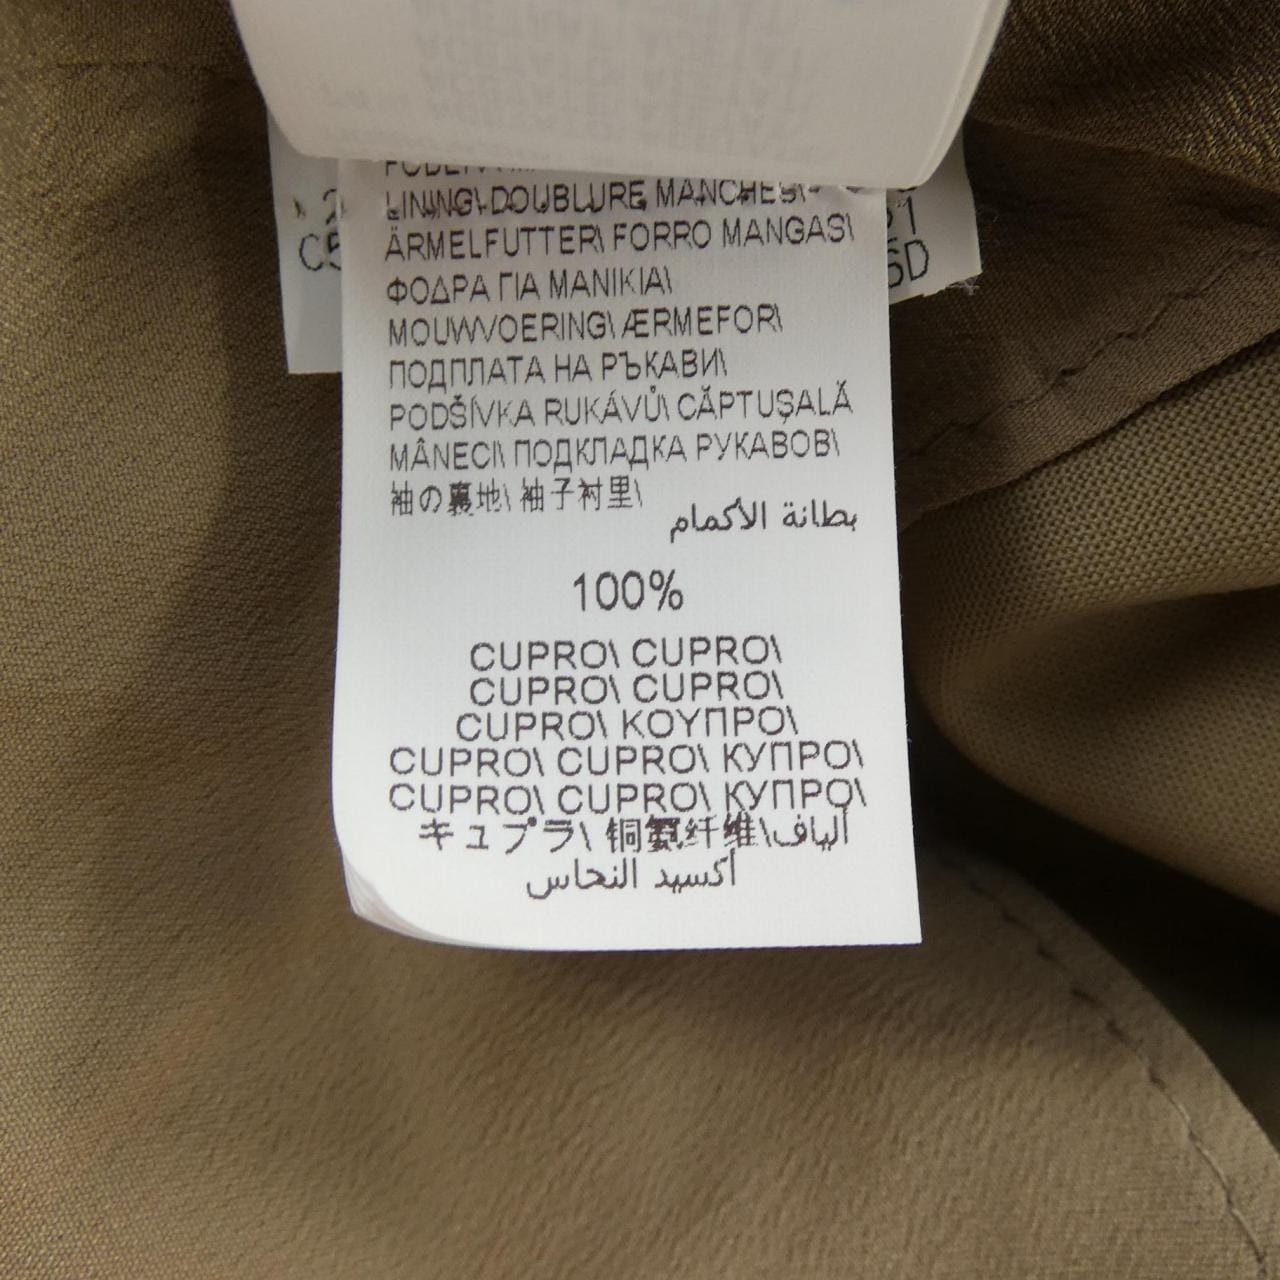 LINING\ DOUBLURE MANCHES\
ÄRMELFUTTER\ FORRO MANGAS\
ΦΟΔΡΑ ΓΙΑ ΜΑΝΙΚΙΑ\
MOUWVOERING\ ÆRMEFOR\
ПОДПЛАТА НА РЪКАВИ\
PODŠÍVKA RUKÁVŮ\ CĂPTUŞALĂ
MÂNECI\ ПОДКЛАДКА РУКАВОВ\
袖の裏地\ 袖子衬里\
بطانة الأكمام
100%
CUPRO\ CUPRO\
CUPRO\ CUPRO\
CUPRO\ ΚΟΥΠΡΟ\
CUPRO\ CUPRO\ КУПРО\
CUPRO\ CUPRO\ КУПРО\
キュプラ\ 铜氨纤维\ألياف
أكسيد النحاس